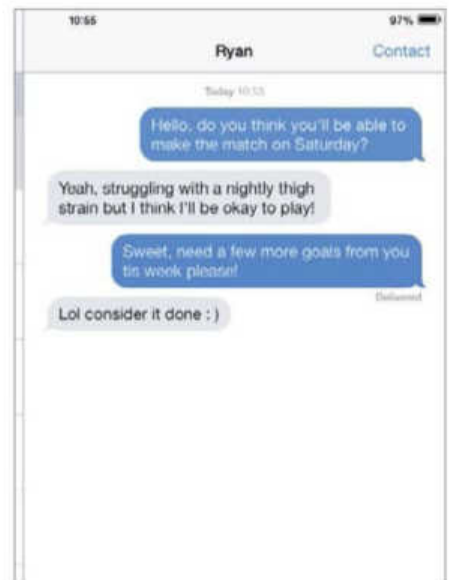 10:55 97%
Ryan Contact
Today 10:55
Hello, do you think you'll be able to
make the match on Saturday?
Yeah, struggling with a nightly thigh
strain but I think I'll be okay to play!
Sweet, need a few more goals from you
tis week please!
Delivered
Lol consider it done : )